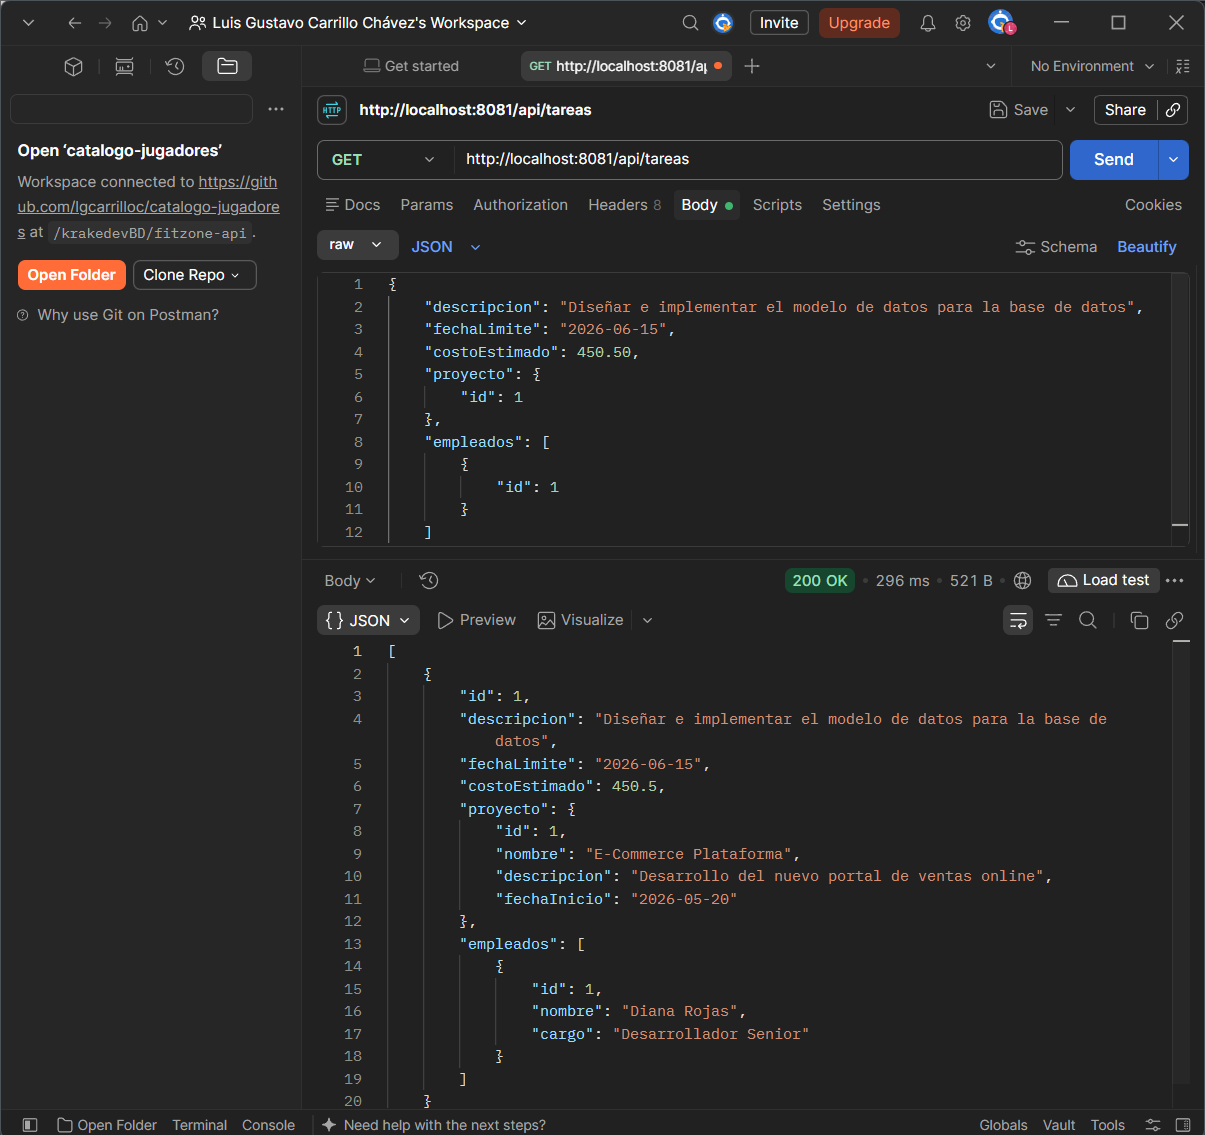 Luis Gustavo Carrillo Chávez's Workspace
Invite
Upgrade
L
Get started
GET http://localhost:8081/ap
No Environment
Open ‘catalogo-jugadores’
Workspace connected to https://gith
ub.com/lgcarrilloc/catalogo-jugadore
s at /krakedevBD/fitzone-api .
Open Folder
Clone Repo
Why use Git on Postman?
HTTP
http://localhost:8081/api/tareas
Save
Share
GET
http://localhost:8081/api/tareas
Send
Docs
Params
Authorization
Headers 8
Body
Scripts
Settings
Cookies
raw
JSON
Schema
Beautify
1 {
2 "descripcion": "Diseñar e implementar el modelo de datos para la base de datos",
3 "fechaLimite": "2026-06-15",
4 "costoEstimado": 450.50,
5 "proyecto": {
6 "id": 1
7 },
8 "empleados": [
9 {
10 "id": 1
11 }
12 ]
Body
200 OK
296 ms
521 B
Load test
{} JSON
Preview
Visualize
1 [
2 {
3 "id": 1,
4 "descripcion": "Diseñar e implementar el modelo de datos para la base de
datos",
5 "fechaLimite": "2026-06-15",
6 "costoEstimado": 450.5,
7 "proyecto": {
8 "id": 1,
9 "nombre": "E-Commerce Plataforma",
10 "descripcion": "Desarrollo del nuevo portal de ventas online",
11 "fechaInicio": "2026-05-20"
12 },
13 "empleados": [
14 {
15 "id": 1,
16 "nombre": "Diana Rojas",
17 "cargo": "Desarrollador Senior"
18 }
19 ]
20 }
Open Folder
Terminal
Console
Need help with the next steps?
Globals
Vault
Tools